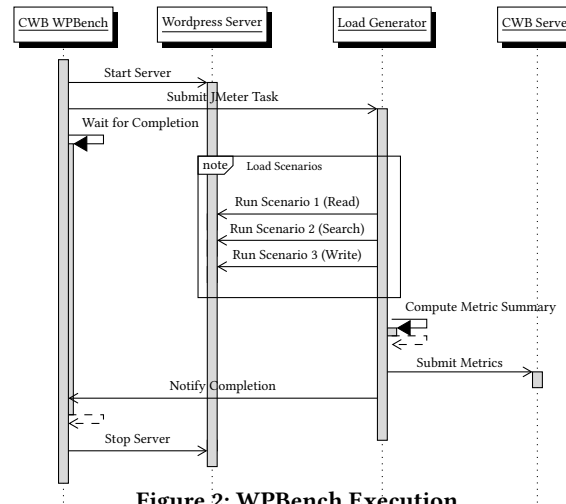 CWB WPBench
Wordpress Server
Load Generator
CWB Serve
Start Server
Submit JMeter Task
Wait for Completion
note
Load Scenarios
Run Scenario 1 (Read)
Run Scenario 2 (Search)
Run Scenario 3 (Write)
Compute Metric Summary
Submit Metrics
Notify Completion
Stop Server
Figure 2: WPBench Execution